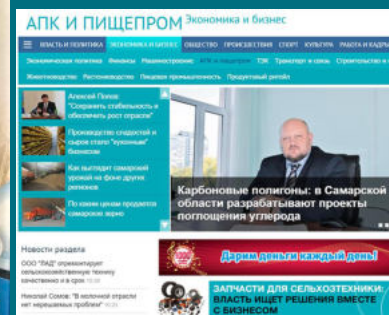 АПК И ПИЩЕПРОМ Экономика и бизнес
ВЛАСТЬ И ПОЛИТИКА ЭКОНОМИКА И БИЗНЕС ОБЩЕСТВО ПРОИСШЕСТВИЯ СПОРТ КУЛЬТУРА РАБОТА И КАДРЫ
Экономическая политика Финансы Машиностроение АПК и пищепром ТЭК Транспорт и связь Строительство и
Животноводство Растениеводство Пищевая промышленность Продуктовый ритейл
Алексей Попов:
"Сохранить стабильность и
обеспечить рост отрасли"
Производство сладостей и
сыров стало "кухонным"
бизнесом
Как выглядит самарский
урожай на фоне других
регионов
По каким ценам продается
самарское зерно
Карбоновые полигоны: в Самарской
области разрабатывают проекты
поглощения углерода
Новости раздела
ООО "ЛАД" отремонтирует
сельскохозяйственную технику
качественно и в срок
Николай Сомов: "В молочной отрасли
нет нерешаемых проблем"
Дарим деньги каждый день!
ЗАПЧАСТИ ДЛЯ СЕЛЬХОЗТЕХНИКИ:
ВЛАСТЬ ИЩЕТ РЕШЕНИЯ ВМЕСТЕ
С БИЗНЕСОМ